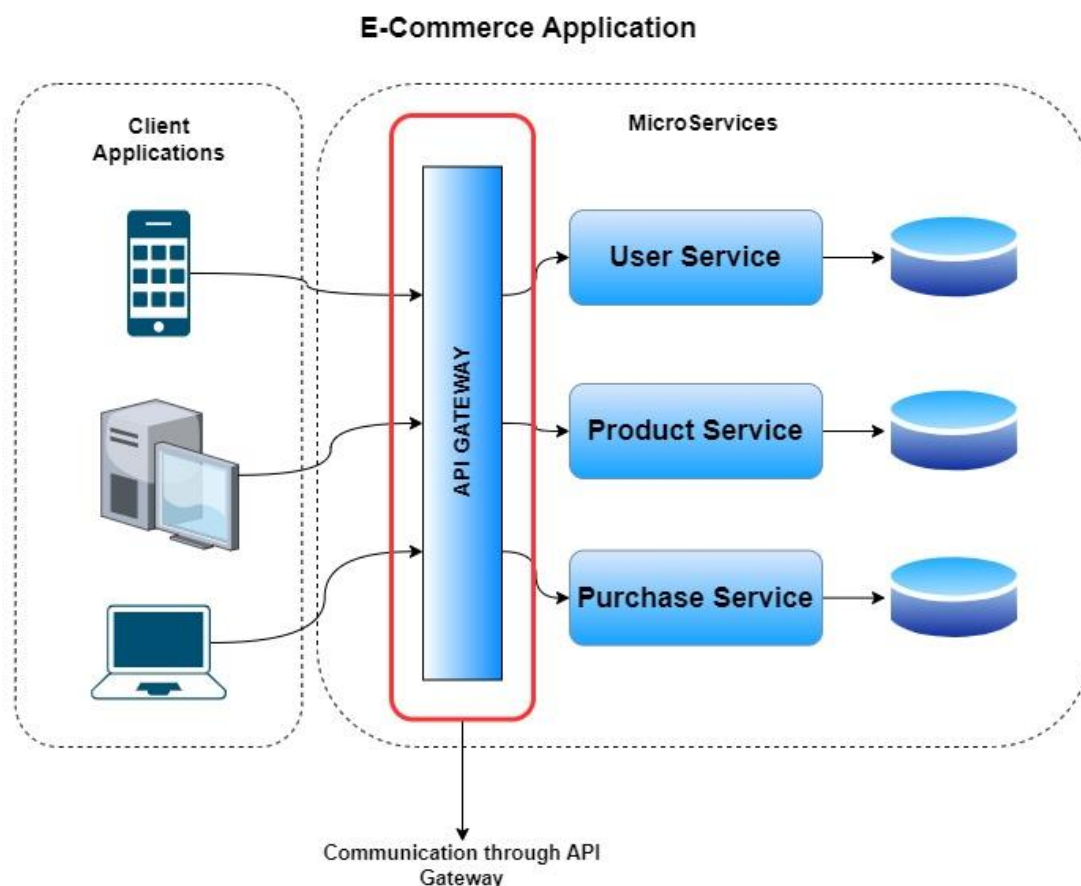 E-Commerce Application
Client
Applications
MicroServices
API GATEWAY
User Service
Product Service
Purchase Service
Communication through API
Gateway